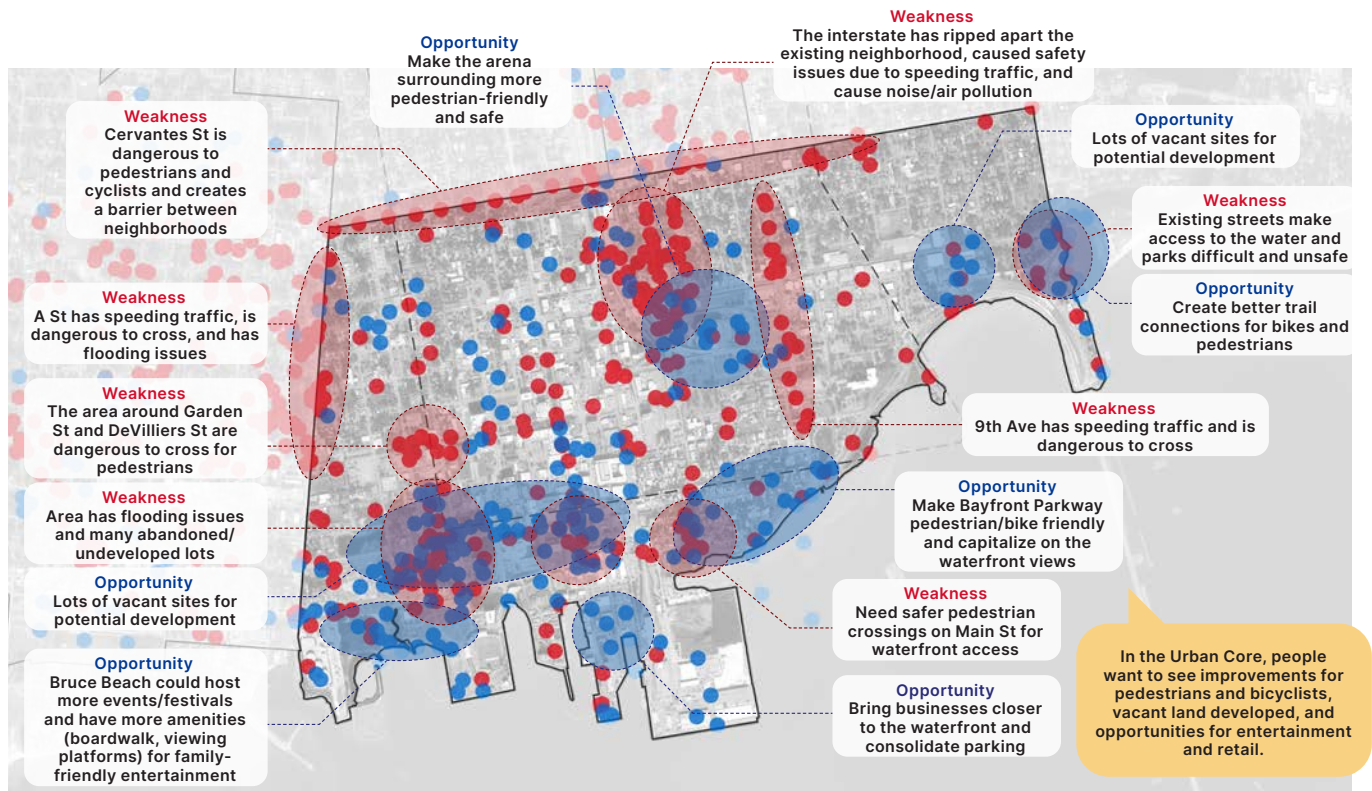 Weakness
The interstate has ripped apart the
existing neighborhood, caused safety
issues due to speeding traffic, and
cause noise/air pollution
Opportunity
Make the arena
surrounding more
pedestrian-friendly
and safe
Weakness
Cervantes St is
dangerous to
pedestrians and
cyclists and creates
a barrier between
neighborhoods
Opportunity
Lots of vacant sites for
potential development
Weakness
Existing streets make
access to the water and
parks difficult and unsafe
Opportunity
Create better trail
connections for bikes and
pedestrians
Weakness
A St has speeding traffic, is
dangerous to cross, and has
flooding issues
Weakness
The area around Garden
St and DeVilliers St are
dangerous to cross for
pedestrians
Weakness
9th Ave has speeding traffic and is
dangerous to cross
Weakness
Area has flooding issues
and many abandoned/
undeveloped lots
Opportunity
Make Bayfront Parkway
pedestrian/bike friendly
and capitalize on the
waterfront views
Opportunity
Lots of vacant sites for
potential development
Weakness
Need safer pedestrian
crossings on Main St for
waterfront access
Opportunity
Bruce Beach could host
more events/festivals
and have more amenities
(boardwalk, viewing
platforms) for family-
friendly entertainment
Opportunity
Bring businesses closer
to the waterfront and
consolidate parking
In the Urban Core, people
want to see improvements for
pedestrians and bicyclists,
vacant land developed, and
opportunities for entertainment
and retail.